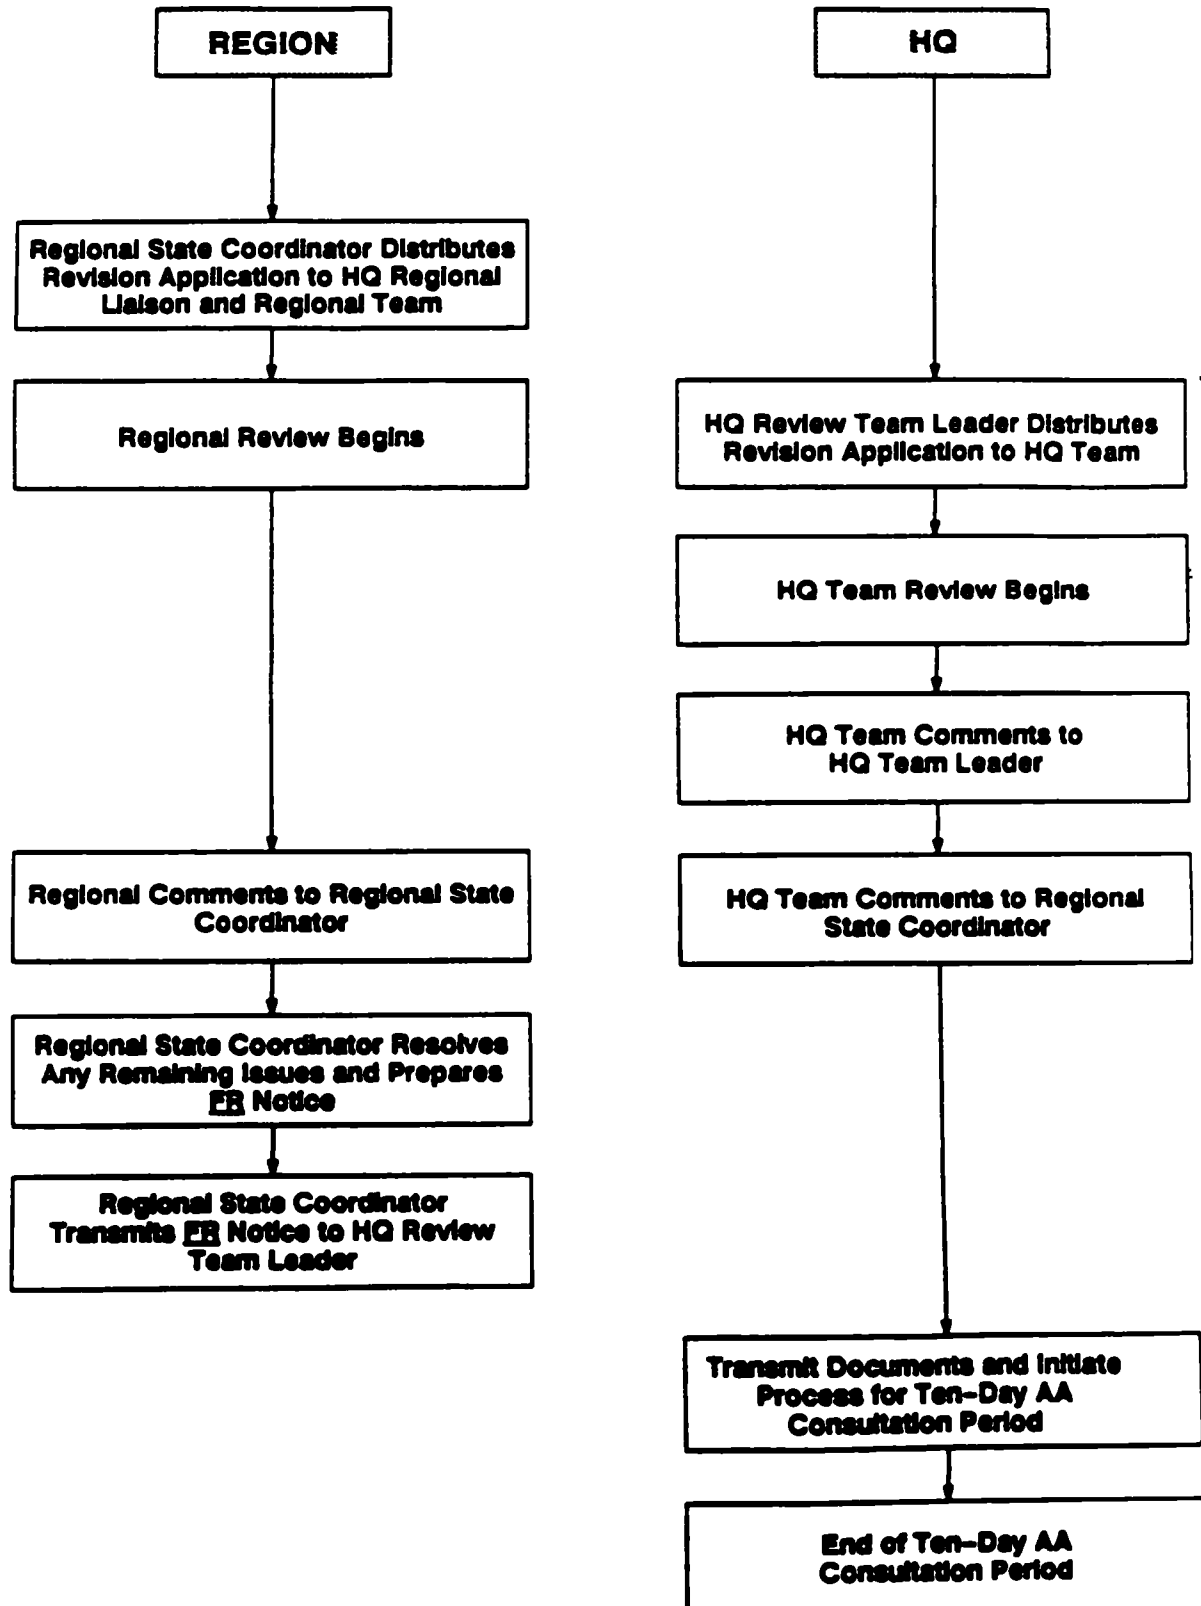 REGION
Regional State Coordinator Distributes
Revision Application to HQ Regional
Liaison and Regional Team
Regional Review Begins
Regional Comments to Regional State
Coordinator
Regional State Coordinator Resolves
Any Remaining Issues and Prepares
FR Notice
Regional State Coordinator
Transmits FR Notice to HQ Review
Team Leader
HQ
HQ Review Team Leader Distributes
Revision Application to HQ Team
HQ Team Review Begins
HQ Team Comments to
HQ Team Leader
HQ Team Comments to Regional
State Coordinator
Transmit Documents and Initiate
Process for Ten-Day AA
Consultation Period
End of Ten-Day AA
Consultation Period